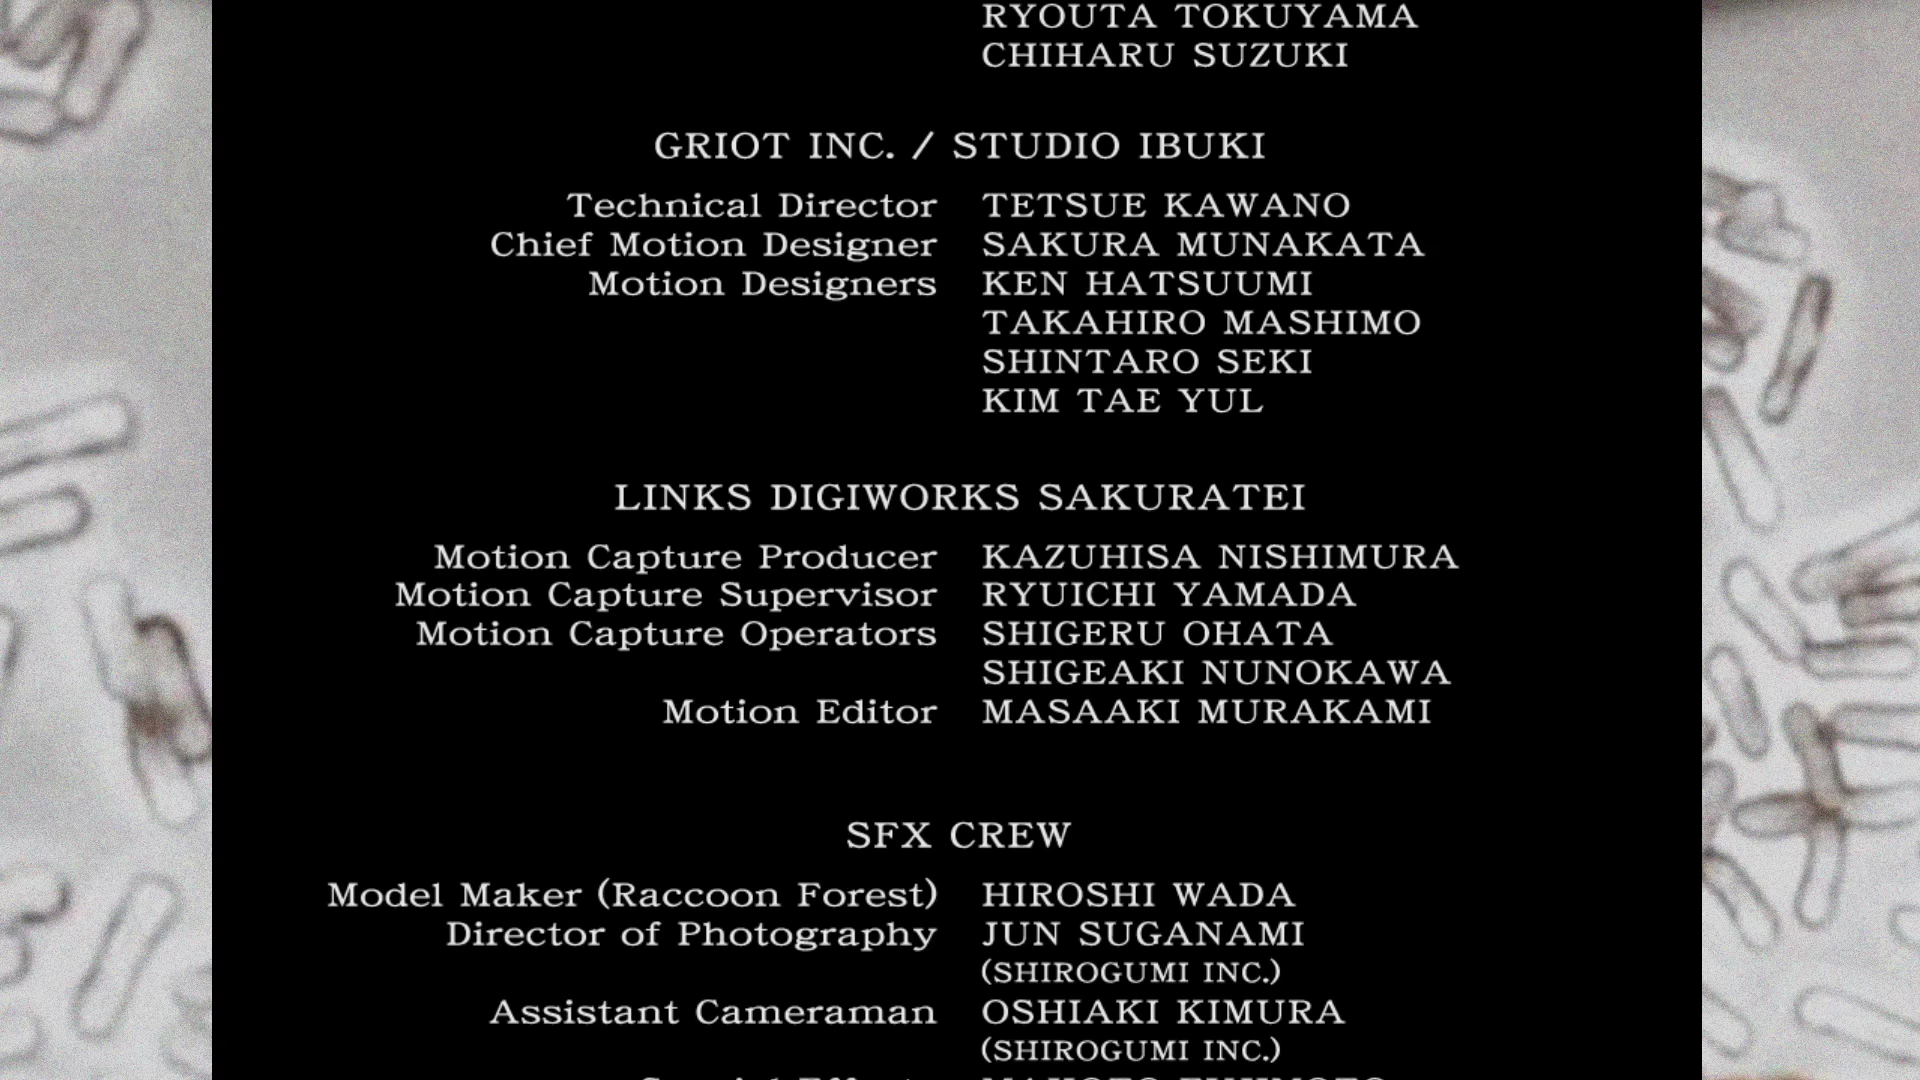 RYOUTA TOKUYAMA
CHIHARU SUZUKI
GRIOT INC. / STUDIO IBUKI
Technical Director TETSUE KAWANO
Chief Motion Designer SAKURA MUNAKATA
Motion Designers KEN HATSUUMI
TAKAHIRO MASHIMO
SHINTARO SEKI
KIM TAE YUL
LINKS DIGIWORKS SAKURATEI
Motion Capture Producer KAZUHISA NISHIMURA
Motion Capture Supervisor RYUICHI YAMADA
Motion Capture Operators SHIGERU OHATA
SHIGEAKI NUNOKAWA
Motion Editor MASAAKI MURAKAMI
SFX CREW
Model Maker (Raccoon Forest) HIROSHI WADA
Director of Photography JUN SUGANAMI
(SHIROGUMI INC.)
Assistant Cameraman OSHIAKI KIMURA
(SHIROGUMI INC.)